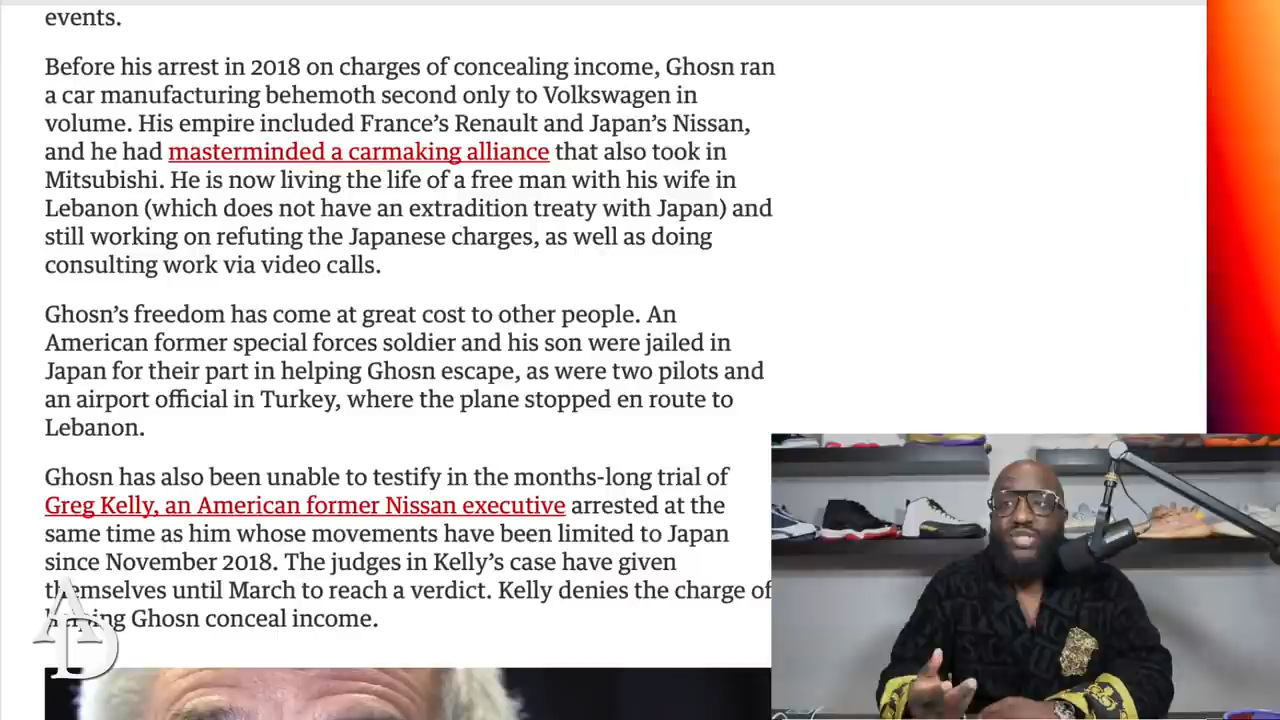 events.
Before his arrest in 2018 on charges of concealing income, Ghosn ran
a car manufacturing behemoth second only to Volkswagen in
volume. His empire included France’s Renault and Japan’s Nissan,
and he had masterminded a carmaking alliance that also took in
Mitsubishi. He is now living the life of a free man with his wife in
Lebanon (which does not have an extradition treaty with Japan) and
still working on refuting the Japanese charges, as well as doing
consulting work via video calls.
Ghosn’s freedom has come at great cost to other people. An
American former special forces soldier and his son were jailed in
Japan for their part in helping Ghosn escape, as were two pilots and
an airport official in Turkey, where the plane stopped en route to
Lebanon.
Ghosn has also been unable to testify in the months-long trial of
Greg Kelly, an American former Nissan executive arrested at the
same time as him whose movements have been limited to Japan
since November 2018. The judges in Kelly’s case have given
themselves until March to reach a verdict. Kelly denies the charge of
helping Ghosn conceal income.
AD